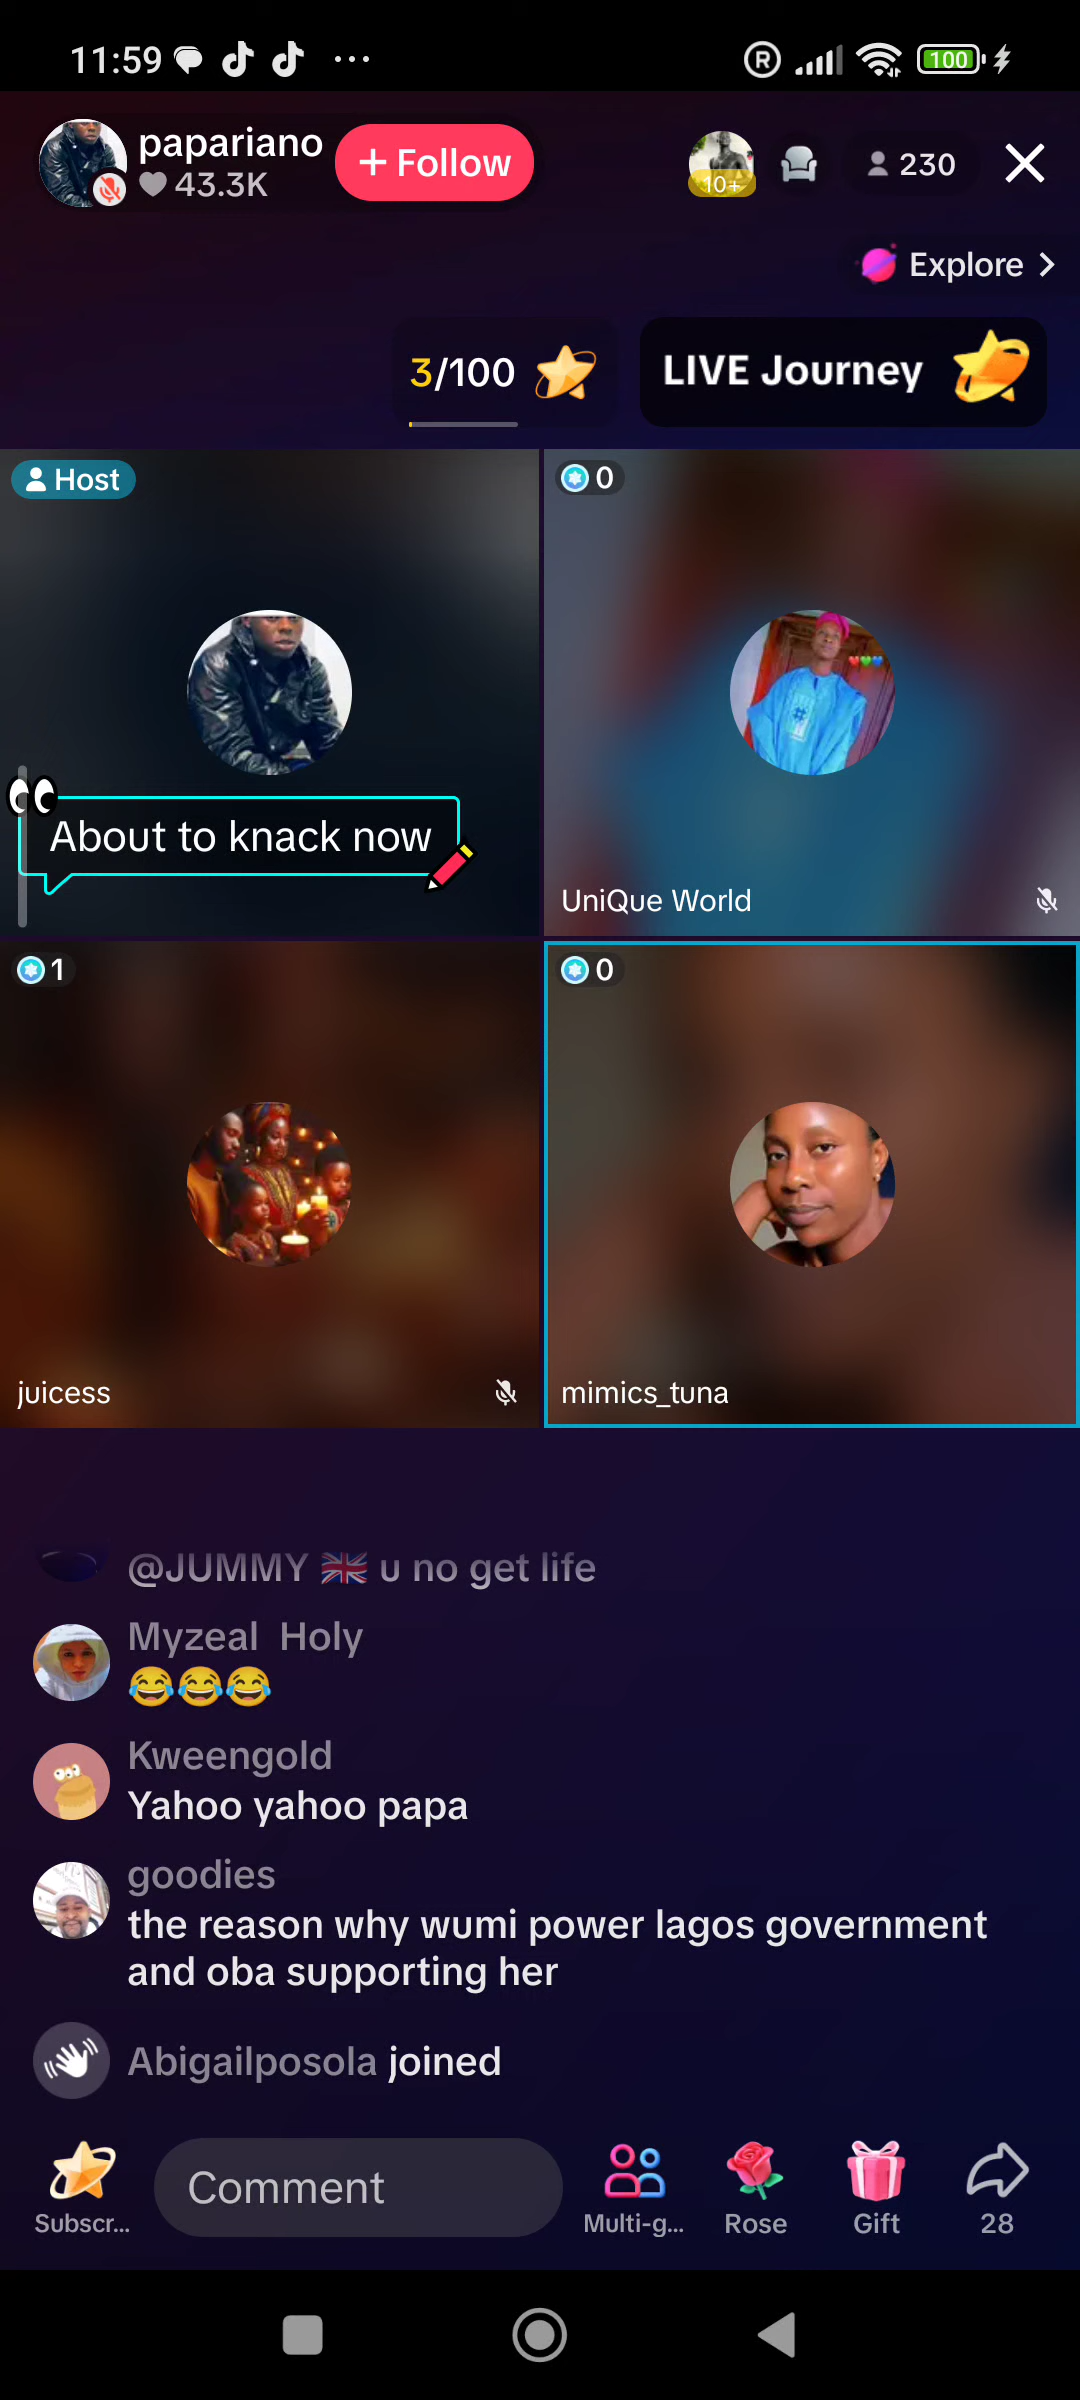 11:59
100
papariano
43.3K
+ Follow
10+
230
Explore
3/100
LIVE Journey
Host
0
About to knack now
UniQue World
1
0
juicess
mimics_tuna
@JUMMY 🇬🇧 u no get life
Myzeal Holy
😂😂😂
Kweengold
Yahoo yahoo papa
goodies
the reason why wumi power lagos government
and oba supporting her
Abigailposola joined
Subscr...
Comment
Multi-g...
Rose
Gift
28